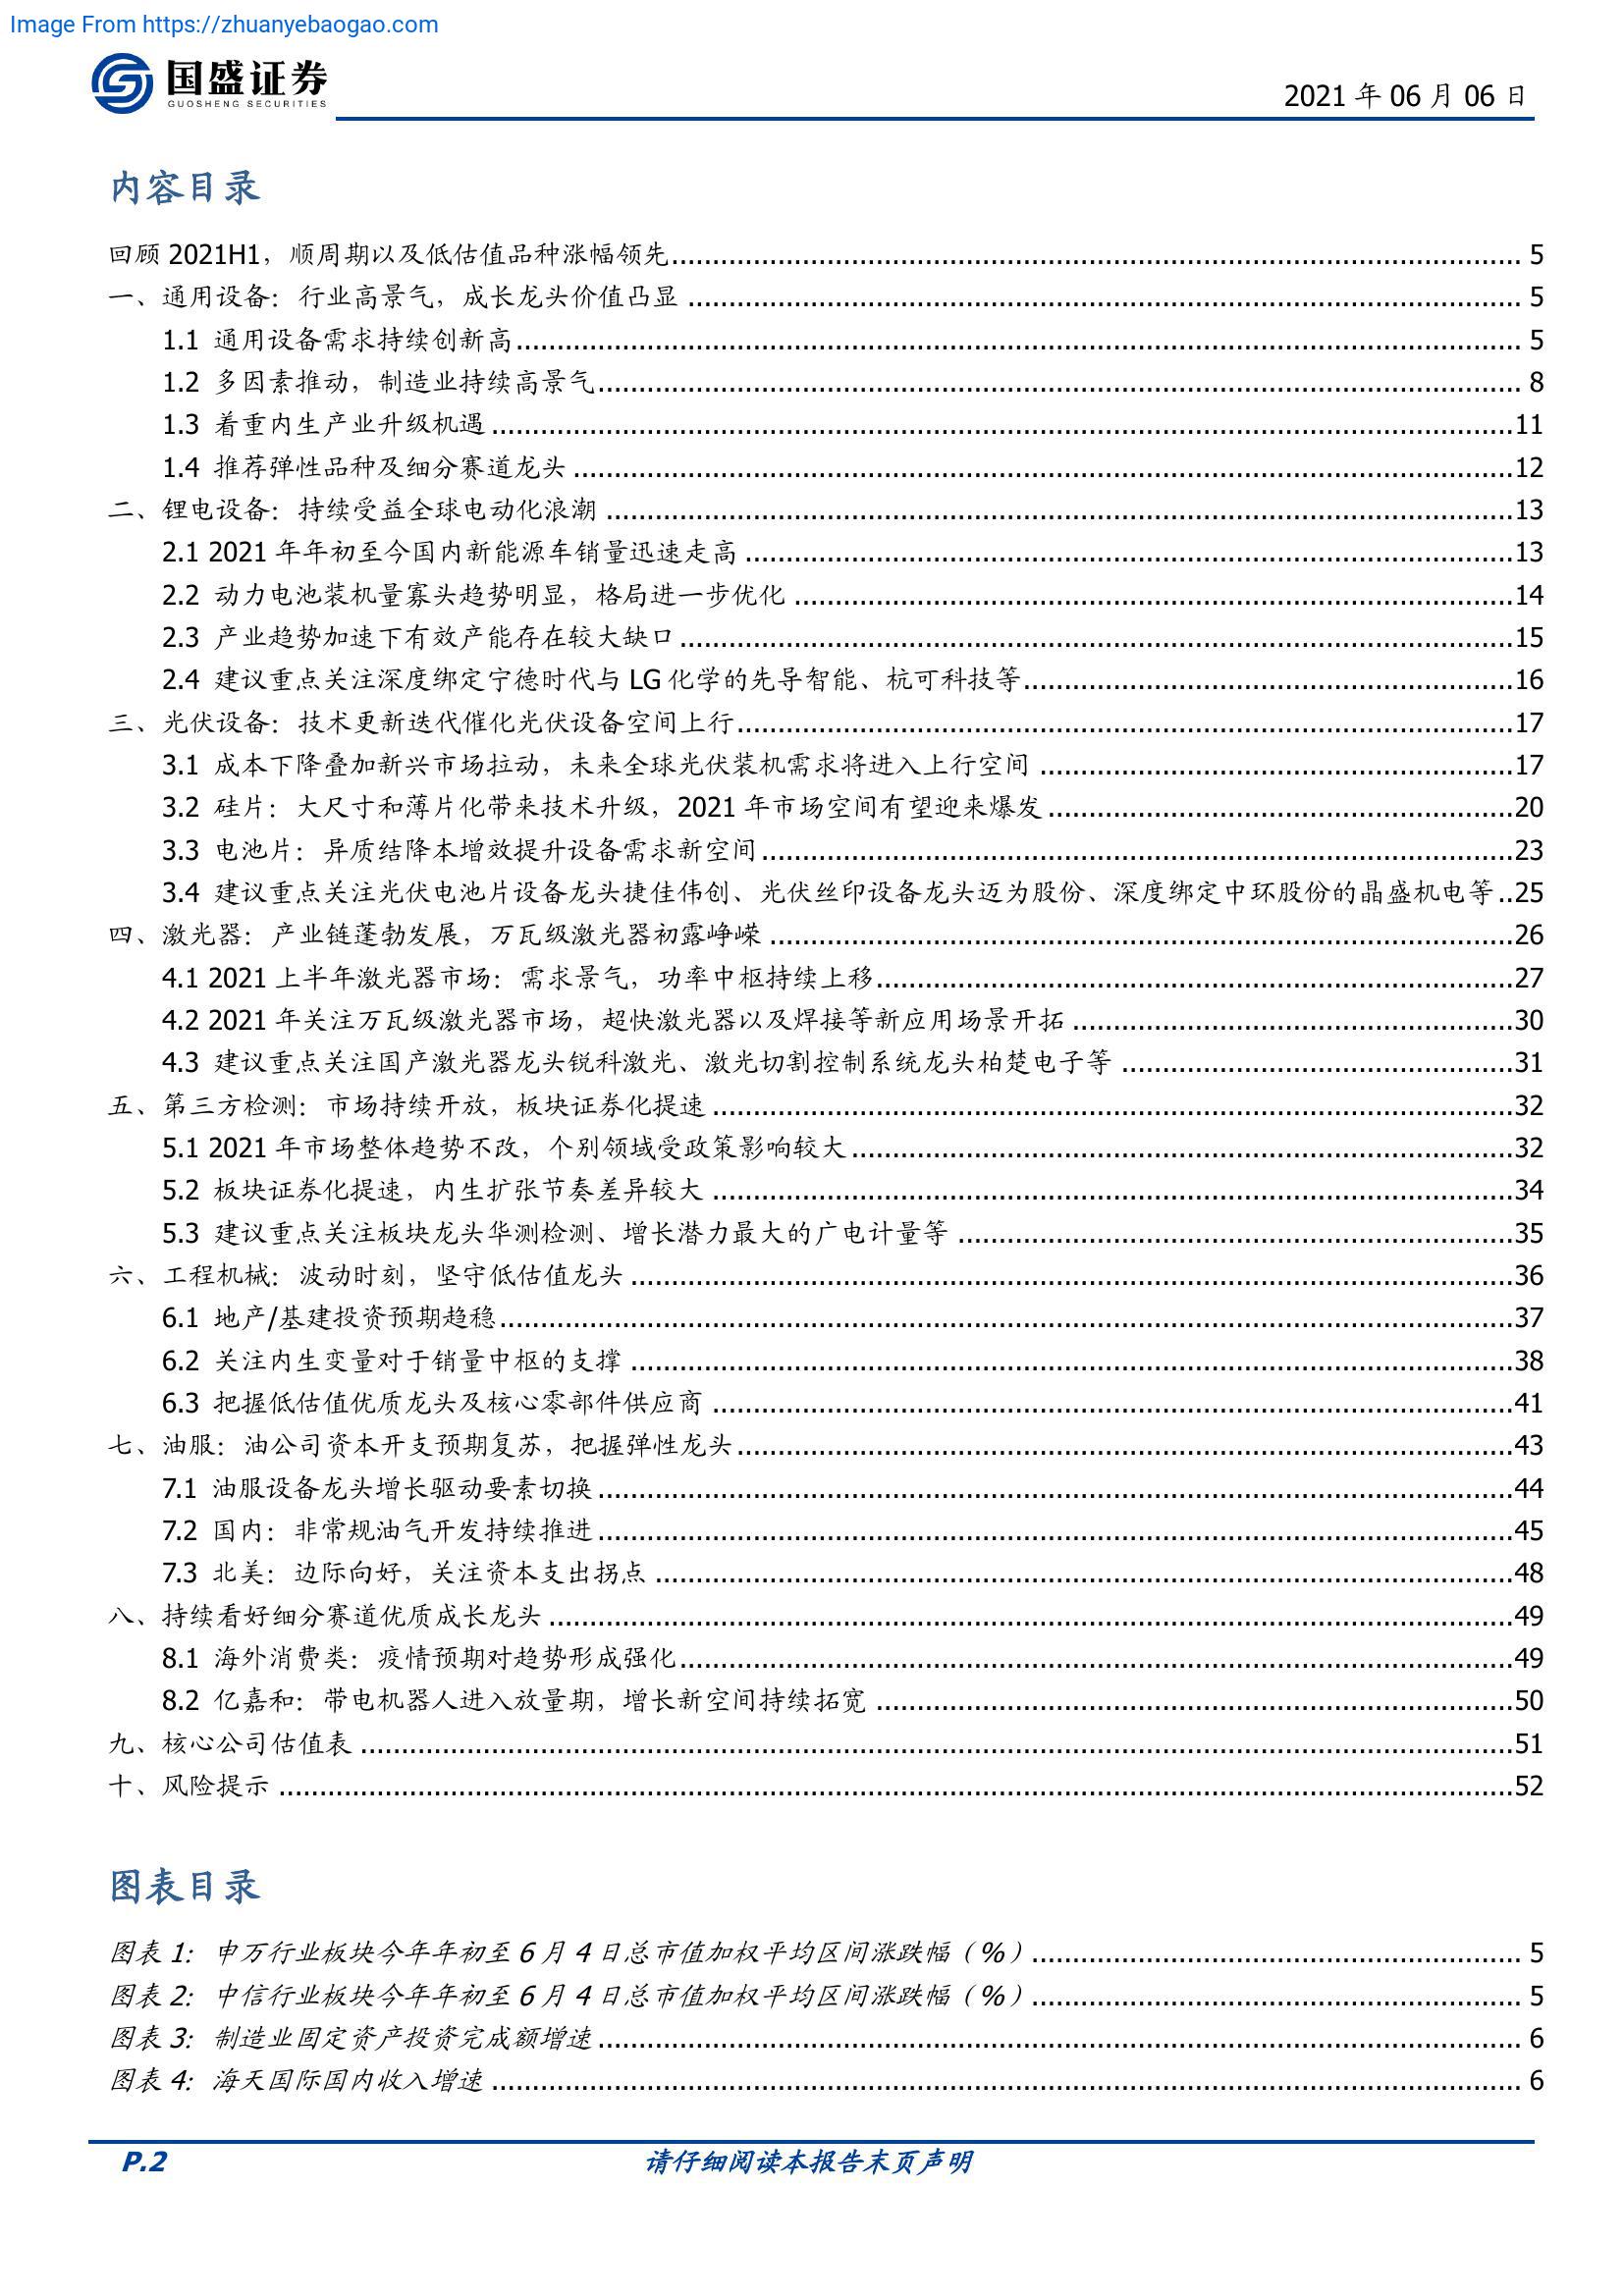 Image From https://zhuanyebaogao.com
国盛证券
GUOSHENG SECURITIES
2021 年 06 月 06 日
内容目录
回顾 2021H1，顺周期以及低估值品种涨幅领先 5
一、通用设备：行业高景气，成长龙头价值凸显 5
1.1 通用设备需求持续创新高 5
1.2 多因素推动，制造业持续高景气 8
1.3 着重内生产业升级机遇 11
1.4 推荐弹性品种及细分赛道龙头 12
二、锂电设备：持续受益全球电动化浪潮 13
2.1 2021 年年初至今国内新能源车销量迅速走高 13
2.2 动力电池装机量寡头趋势明显，格局进一步优化 14
2.3 产业趋势加速下有效产能存在较大缺口 15
2.4 建议重点关注深度绑定宁德时代与 LG 化学的先导智能、杭可科技等 16
三、光伏设备：技术更新迭代催化光伏设备空间上行 17
3.1 成本下降叠加新兴市场拉动，未来全球光伏装机需求将进入上行空间 17
3.2 硅片：大尺寸和薄片化带来技术升级，2021 年市场空间有望迎来爆发 20
3.3 电池片：异质结降本增效提升设备需求新空间 23
3.4 建议重点关注光伏电池片设备龙头捷佳伟创、光伏丝印设备龙头迈为股份、深度绑定中环股份的晶盛机电等 25
四、激光器：产业链蓬勃发展，万瓦级激光器初露峥嵘 26
4.1 2021 上半年激光器市场：需求景气，功率中枢持续上移 27
4.2 2021 年关注万瓦级激光器市场，超快激光器以及焊接等新应用场景开拓 30
4.3 建议重点关注国产激光器龙头锐科激光、激光切割控制系统龙头柏楚电子等 31
五、第三方检测：市场持续开放，板块证券化提速 32
5.1 2021 年市场整体趋势不改，个别领域受政策影响较大 32
5.2 板块证券化提速，内生扩张节奏差异较大 34
5.3 建议重点关注板块龙头华测检测、增长潜力最大的广电计量等 35
六、工程机械：波动时刻，坚守低估值龙头 36
6.1 地产/基建投资预期趋稳 37
6.2 关注内生变量对于销量中枢的支撑 38
6.3 把握低估值优质龙头及核心零部件供应商 41
七、油服：油公司资本开支预期复苏，把握弹性龙头 43
7.1 油服设备龙头增长驱动要素切换 44
7.2 国内：非常规油气开发持续推进 45
7.3 北美：边际向好，关注资本支出拐点 48
八、持续看好细分赛道优质成长龙头 49
8.1 海外消费类：疫情预期对趋势形成强化 49
8.2 亿嘉和：带电机器人进入放量期，增长新空间持续拓宽 50
九、核心公司估值表 51
十、风险提示 52
图表目录
图表 1：申万行业板块今年年初至 6 月 4 日总市值加权平均区间涨跌幅（%） 5
图表 2：中信行业板块今年年初至 6 月 4 日总市值加权平均区间涨跌幅（%） 5
图表 3：制造业固定资产投资完成额增速 6
图表 4：海天国际国内收入增速 6
P.2
请仔细阅读本报告末页声明